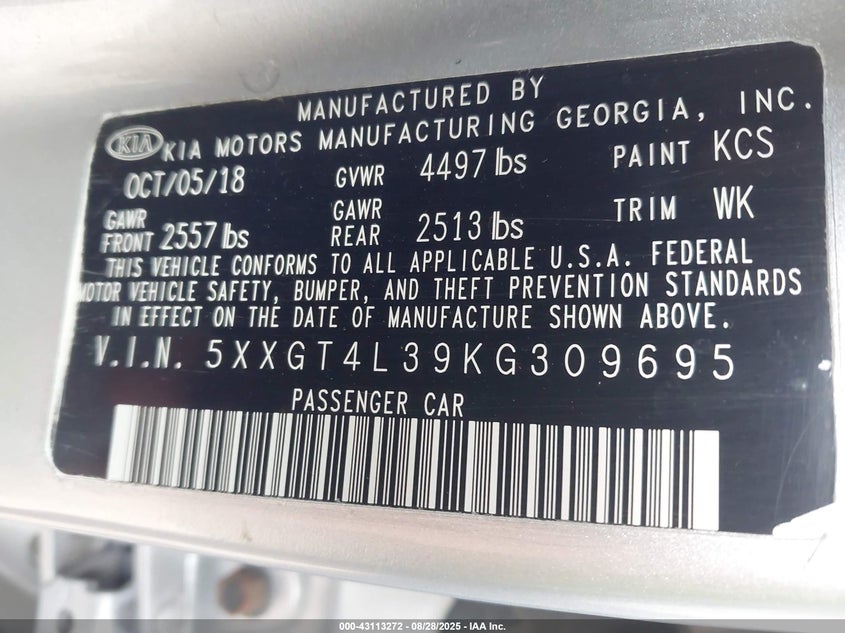 MANUFACTURED BY
KIA KIA MOTORS MANUFACTURING GEORGIA, INC.
OCT/05/18 GVWR 4497 lbs PAINT KCS
GAWR FRONT 2557 lbs GAWR REAR 2513 lbs TRIM WK
THIS VEHICLE CONFORMS TO ALL APPLICABLE U.S.A. FEDERAL
MOTOR VEHICLE SAFETY, BUMPER, AND THEFT PREVENTION STANDARDS
IN EFFECT ON THE DATE OF MANUFACTURE SHOWN ABOVE.
V.I.N. 5XXGT4L39KG309695
PASSENGER CAR
000-43113272 - 08/28/2025 - IAA Inc.